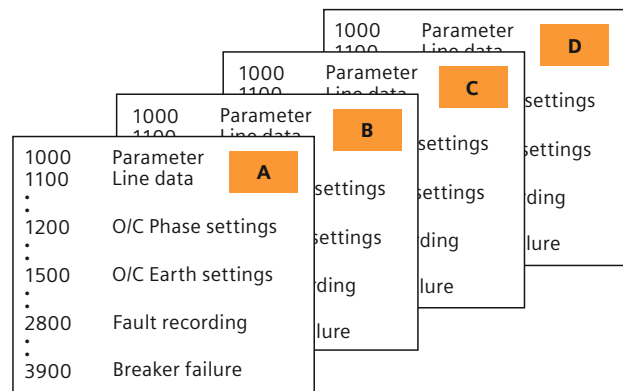 1000 Parameter
1100 Line data
A
1200 O/C Phase settings
1500 O/C Earth settings
2800 Fault recording
3900 Breaker failure
1000 Parameter
1100 Line data
B
settings
settings
rding
lure
1000 Parameter
1100 Line data
C
settings
settings
ding
lure
1000 Parameter
1100 Line data
D
settings
settings
ding
lure